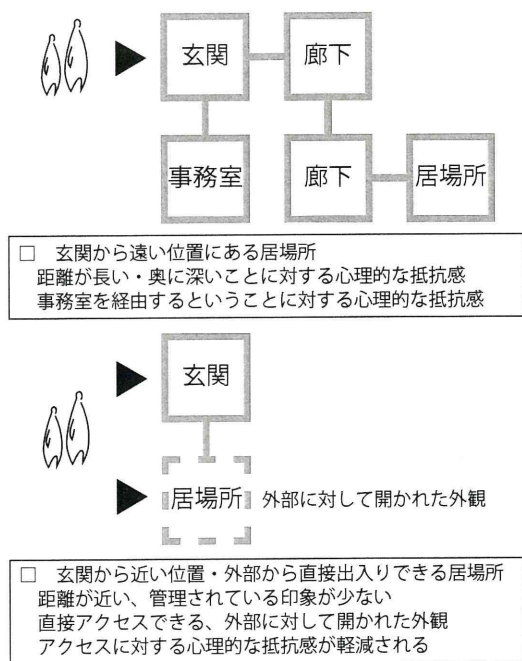 玄関 廊下
事務室 廊下 居場所
□ 玄関から遠い位置にある居場所
距離が長い・奥に深いことに対する心理的な抵抗感
事務室を経由するということに対する心理的な抵抗感
玄関
居場所 外部に対して開かれた外観
□ 玄関から近い位置・外部から直接出入りできる居場所
距離が近い、管理されている印象が少ない
直接アクセスできる、外部に対して開かれた外観
アクセスに対する心理的な抵抗感が軽減される